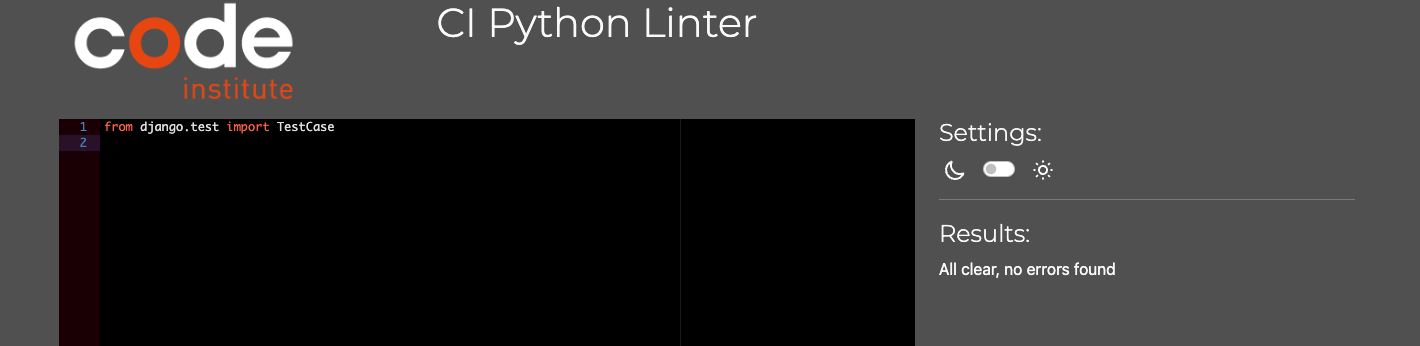 code
institute
CI Python Linter
1 from django.test import TestCase
2
Settings:
Results:
All clear, no errors found